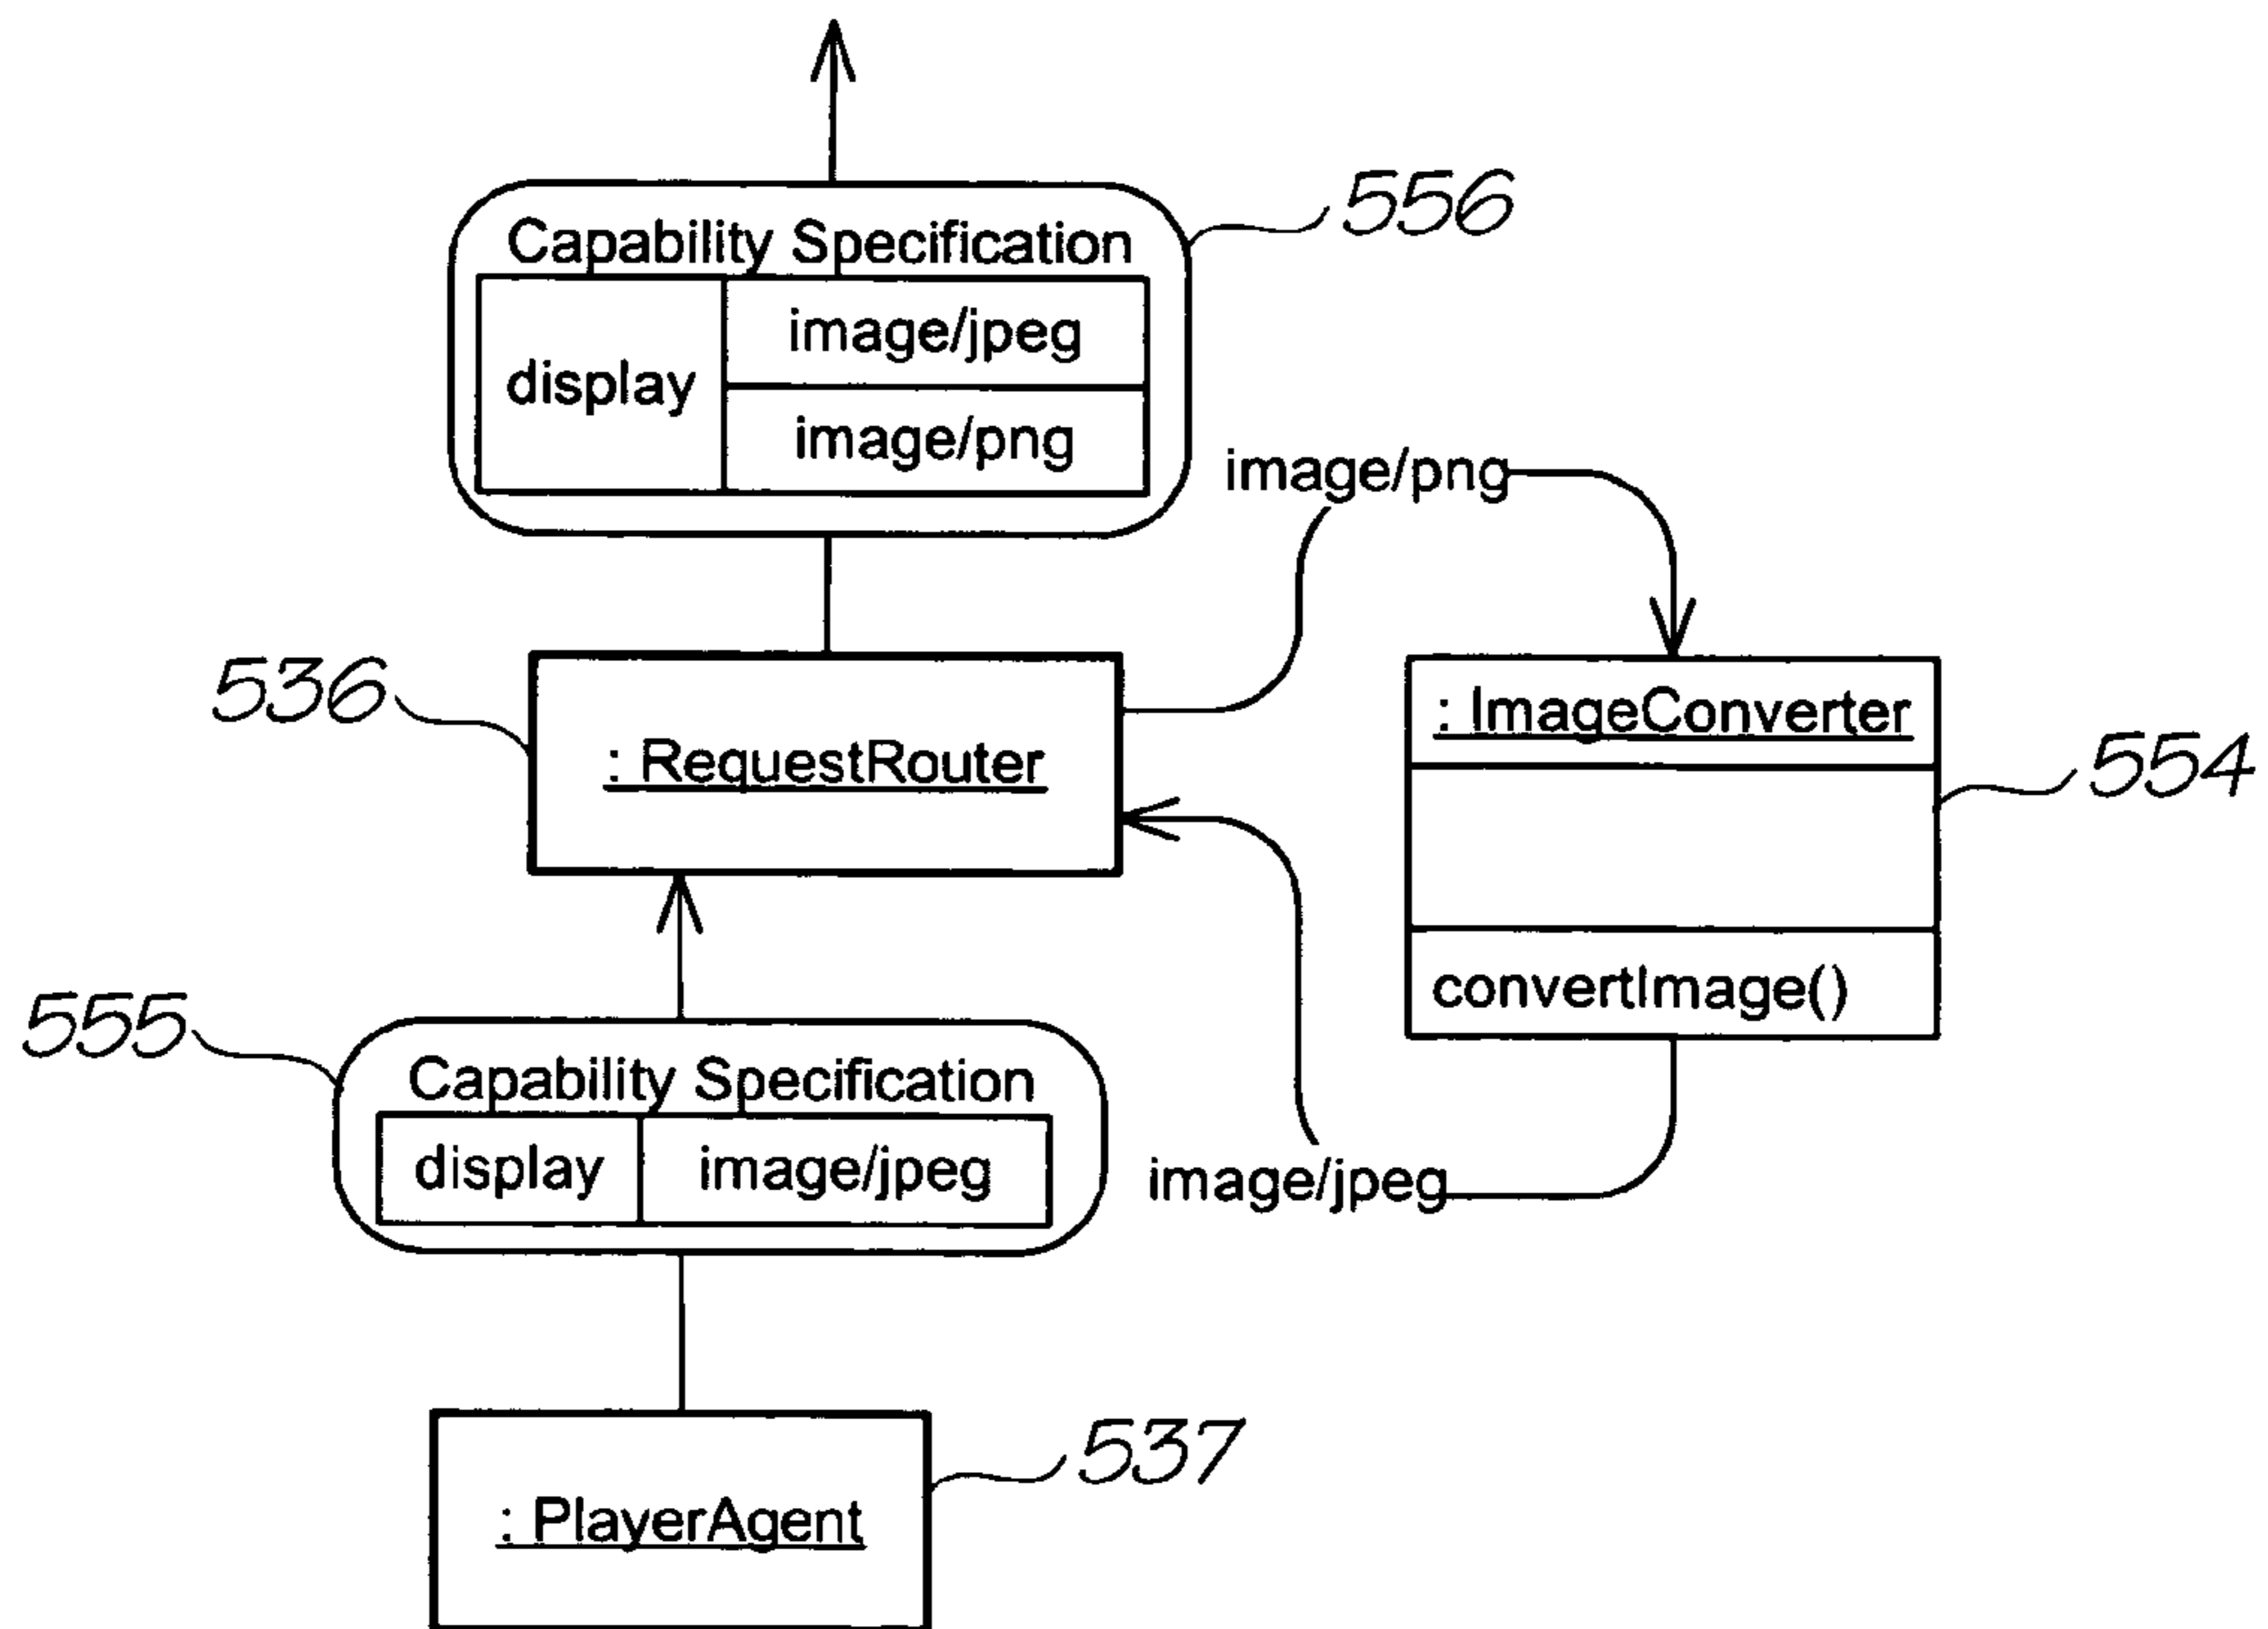 Capability Specification
556
display
image/jpeg
image/png
image/png
536
: RequestRouter
: ImageConverter
554
convertImage()
555
Capability Specification
display
image/jpeg
image/jpeg
537
: PlayerAgent